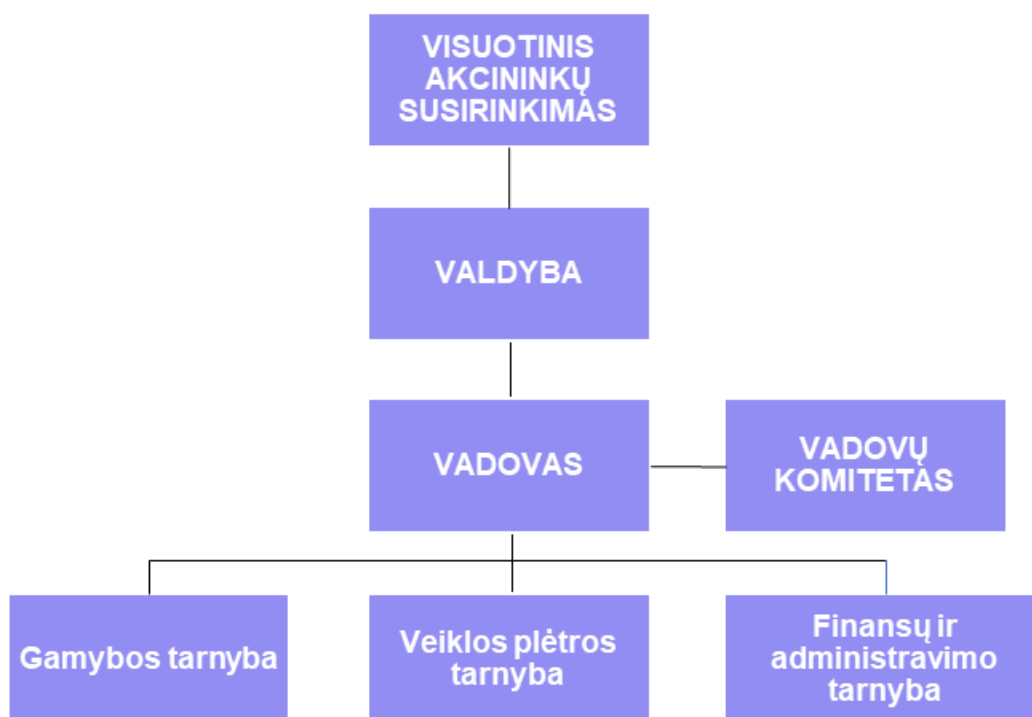 VISUOTINIS
AKCININKŲ
SUSIRINKIMAS
VALDYBA
VADOVAS
VADOVŲ
KOMITETAS
Gamybos tarnyba
Veiklos plėtros
tarnyba
Finansų ir
administravimo
tarnyba